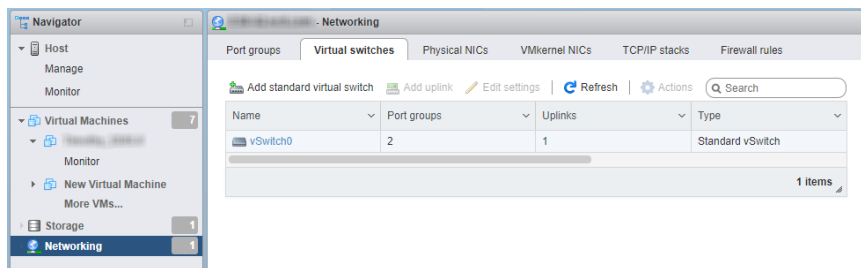 Navigator
Host
Manage
Monitor
Virtual Machines 7
Monitor
New Virtual Machine
More VMs...
Storage 1
Networking 1
- Networking
Port groups Virtual switches Physical NICs VMkernel NICs TCP/IP stacks Firewall rules
Add standard virtual switch Add uplink Edit settings Refresh Actions Search
Name Port groups Uplinks Type
vSwitch0 2 1 Standard vSwitch
1 items